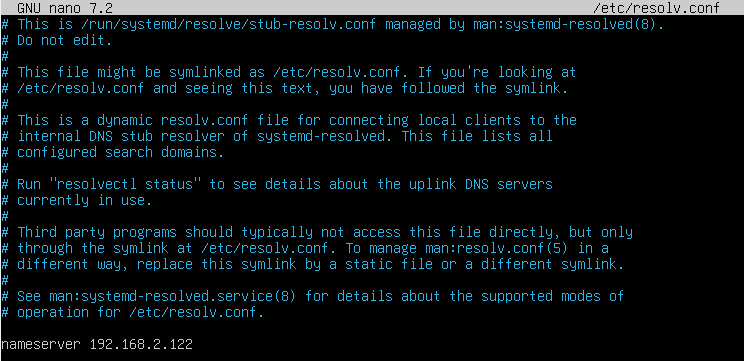 GNU nano 7.2 /etc/resolv.conf
# This is /run/systemd/resolve/stub-resolv.conf managed by man:systemd-resolved(8).
# Do not edit.
#
# This file might be symlinked as /etc/resolv.conf. If you're looking at
# /etc/resolv.conf and seeing this text, you have followed the symlink.
#
# This is a dynamic resolv.conf file for connecting local clients to the
# internal DNS stub resolver of systemd-resolved. This file lists all
# configured search domains.
#
# Run "resolvectl status" to see details about the uplink DNS servers
# currently in use.
#
# Third party programs should typically not access this file directly, but only
# through the symlink at /etc/resolv.conf. To manage man:resolv.conf(5) in a
# different way, replace this symlink by a static file or a different symlink.
#
# See man:systemd-resolved.service(8) for details about the supported modes of
# operation for /etc/resolv.conf.
nameserver 192.168.2.122